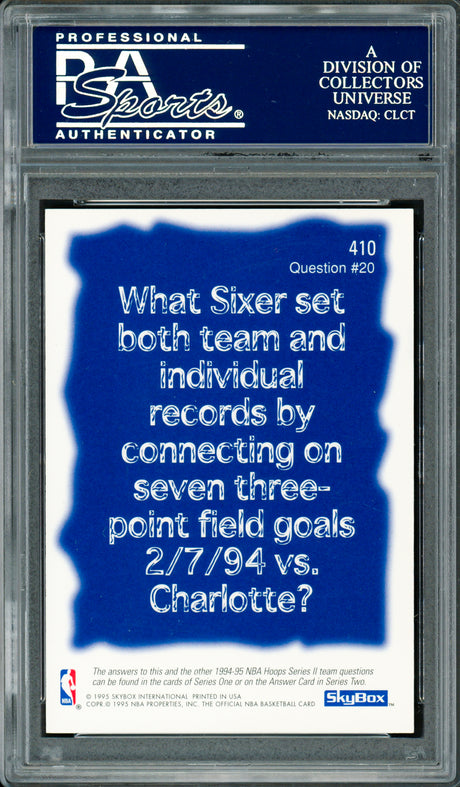 PROFESSIONAL
PSA
Sports®
AUTHENTICATOR
A
DIVISION OF
COLLECTORS
UNIVERSE
NASDAQ: CLCT
410
Question #20
What Sixer set
both team and
individual
records by
connecting on
seven three-
point field goals
2/7/94 vs.
Charlotte?
The answers to this and the other 1994-95 NBA Hoops Series II team questions
can be found in the cards of Series One or on the Answer Card in Series Two.
NBA ®
© 1995 SKYBOX INTERNATIONAL. PRINTED IN USA
COPR.© 1995 NBA PROPERTIES, INC. THE OFFICIAL NBA BASKETBALL CARD
SkyBox™